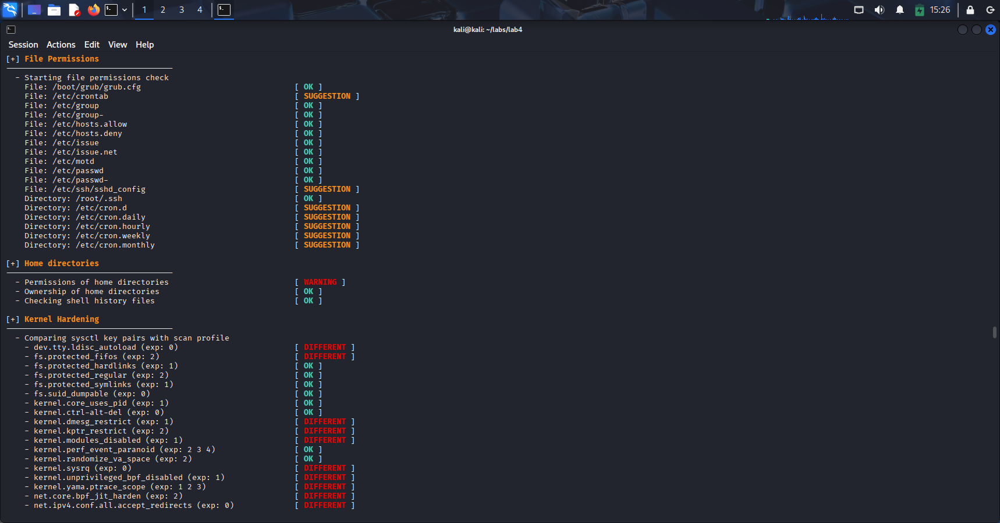 1 2 3 4 15:26
kali@kali: ~/labs/lab4
Session Actions Edit View Help
[+] File Permissions
------------------------------------
- Starting file permissions check
File: /boot/grub/grub.cfg [ OK ]
File: /etc/crontab [ SUGGESTION ]
File: /etc/group [ OK ]
File: /etc/group- [ OK ]
File: /etc/hosts.allow [ OK ]
File: /etc/hosts.deny [ OK ]
File: /etc/issue [ OK ]
File: /etc/issue.net [ OK ]
File: /etc/motd [ OK ]
File: /etc/passwd [ OK ]
File: /etc/passwd- [ OK ]
File: /etc/ssh/sshd_config [ SUGGESTION ]
Directory: /root/.ssh [ OK ]
Directory: /etc/cron.d [ SUGGESTION ]
Directory: /etc/cron.daily [ SUGGESTION ]
Directory: /etc/cron.hourly [ SUGGESTION ]
Directory: /etc/cron.weekly [ SUGGESTION ]
Directory: /etc/cron.monthly [ SUGGESTION ]
[+] Home directories
------------------------------------
- Permissions of home directories [ WARNING ]
- Ownership of home directories [ OK ]
- Checking shell history files [ OK ]
[+] Kernel Hardening
------------------------------------
- Comparing sysctl key pairs with scan profile
- dev.tty.ldisc_autoload (exp: 0) [ DIFFERENT ]
- fs.protected_fifos (exp: 2) [ DIFFERENT ]
- fs.protected_hardlinks (exp: 1) [ OK ]
- fs.protected_regular (exp: 2) [ OK ]
- fs.protected_symlinks (exp: 1) [ OK ]
- fs.suid_dumpable (exp: 0) [ OK ]
- kernel.core_uses_pid (exp: 1) [ OK ]
- kernel.ctrl-alt-del (exp: 0) [ OK ]
- kernel.dmesg_restrict (exp: 1) [ DIFFERENT ]
- kernel.kptr_restrict (exp: 2) [ DIFFERENT ]
- kernel.modules_disabled (exp: 1) [ DIFFERENT ]
- kernel.perf_event_paranoid (exp: 2 3 4) [ OK ]
- kernel.randomize_va_space (exp: 2) [ OK ]
- kernel.sysrq (exp: 0) [ DIFFERENT ]
- kernel.unprivileged_bpf_disabled (exp: 1) [ DIFFERENT ]
- kernel.yama.ptrace_scope (exp: 1 2 3) [ DIFFERENT ]
- net.core.bpf_jit_harden (exp: 2) [ DIFFERENT ]
- net.ipv4.conf.all.accept_redirects (exp: 0) [ DIFFERENT ]